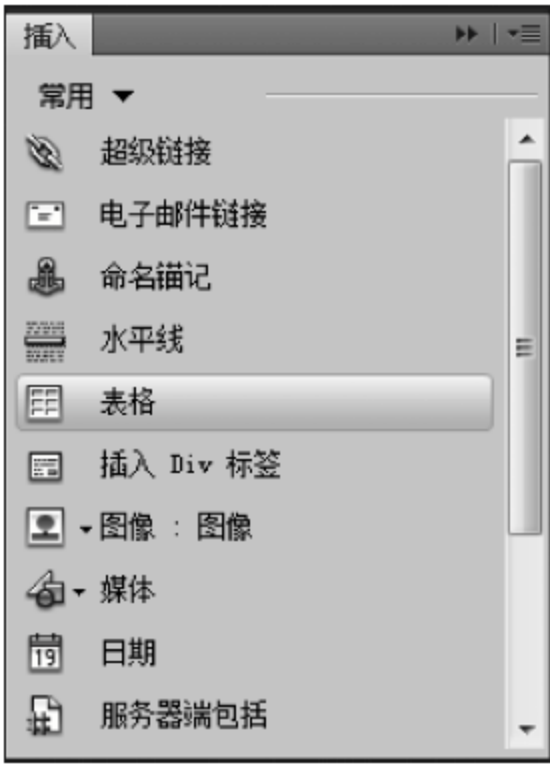 插入
常用
超级链接
电子邮件链接
命名锚记
水平线
表格
插入 Div 标签
图像 : 图像
媒体
19 日期
服务器端包括